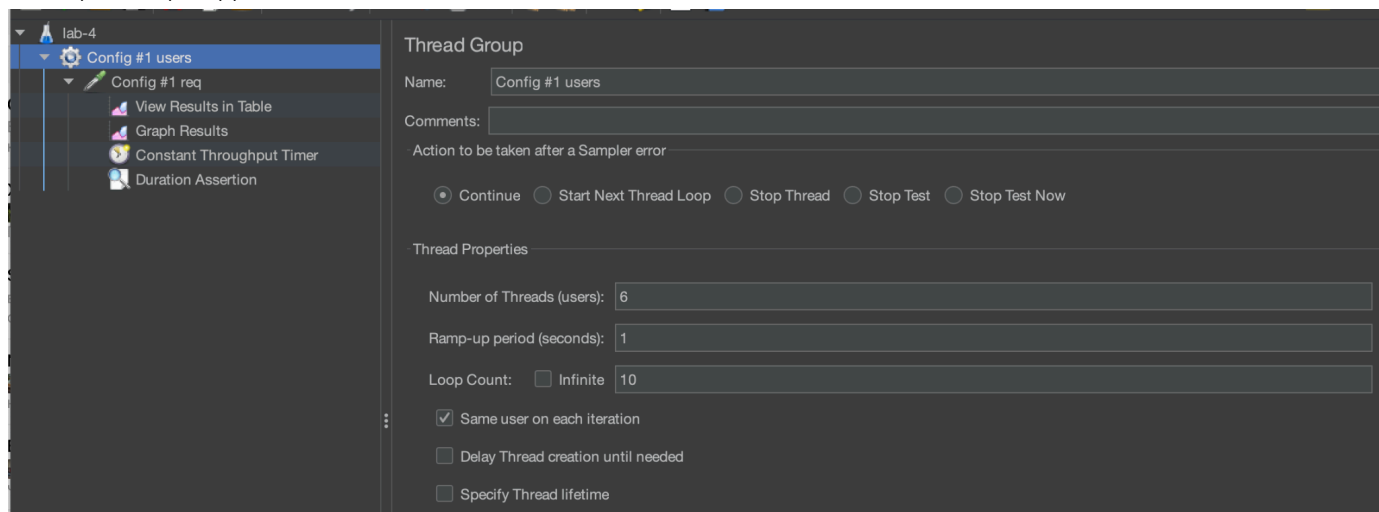 lab-4
Config #1 users
Config #1 req
View Results in Table
Graph Results
Constant Throughput Timer
Duration Assertion
Thread Group
Name: Config #1 users
Comments:
Action to be taken after a Sampler error
Continue Start Next Thread Loop Stop Thread Stop Test Stop Test Now
Thread Properties
Number of Threads (users): 6
Ramp-up period (seconds): 1
Loop Count: Infinite 10
Same user on each iteration
Delay Thread creation until needed
Specify Thread lifetime